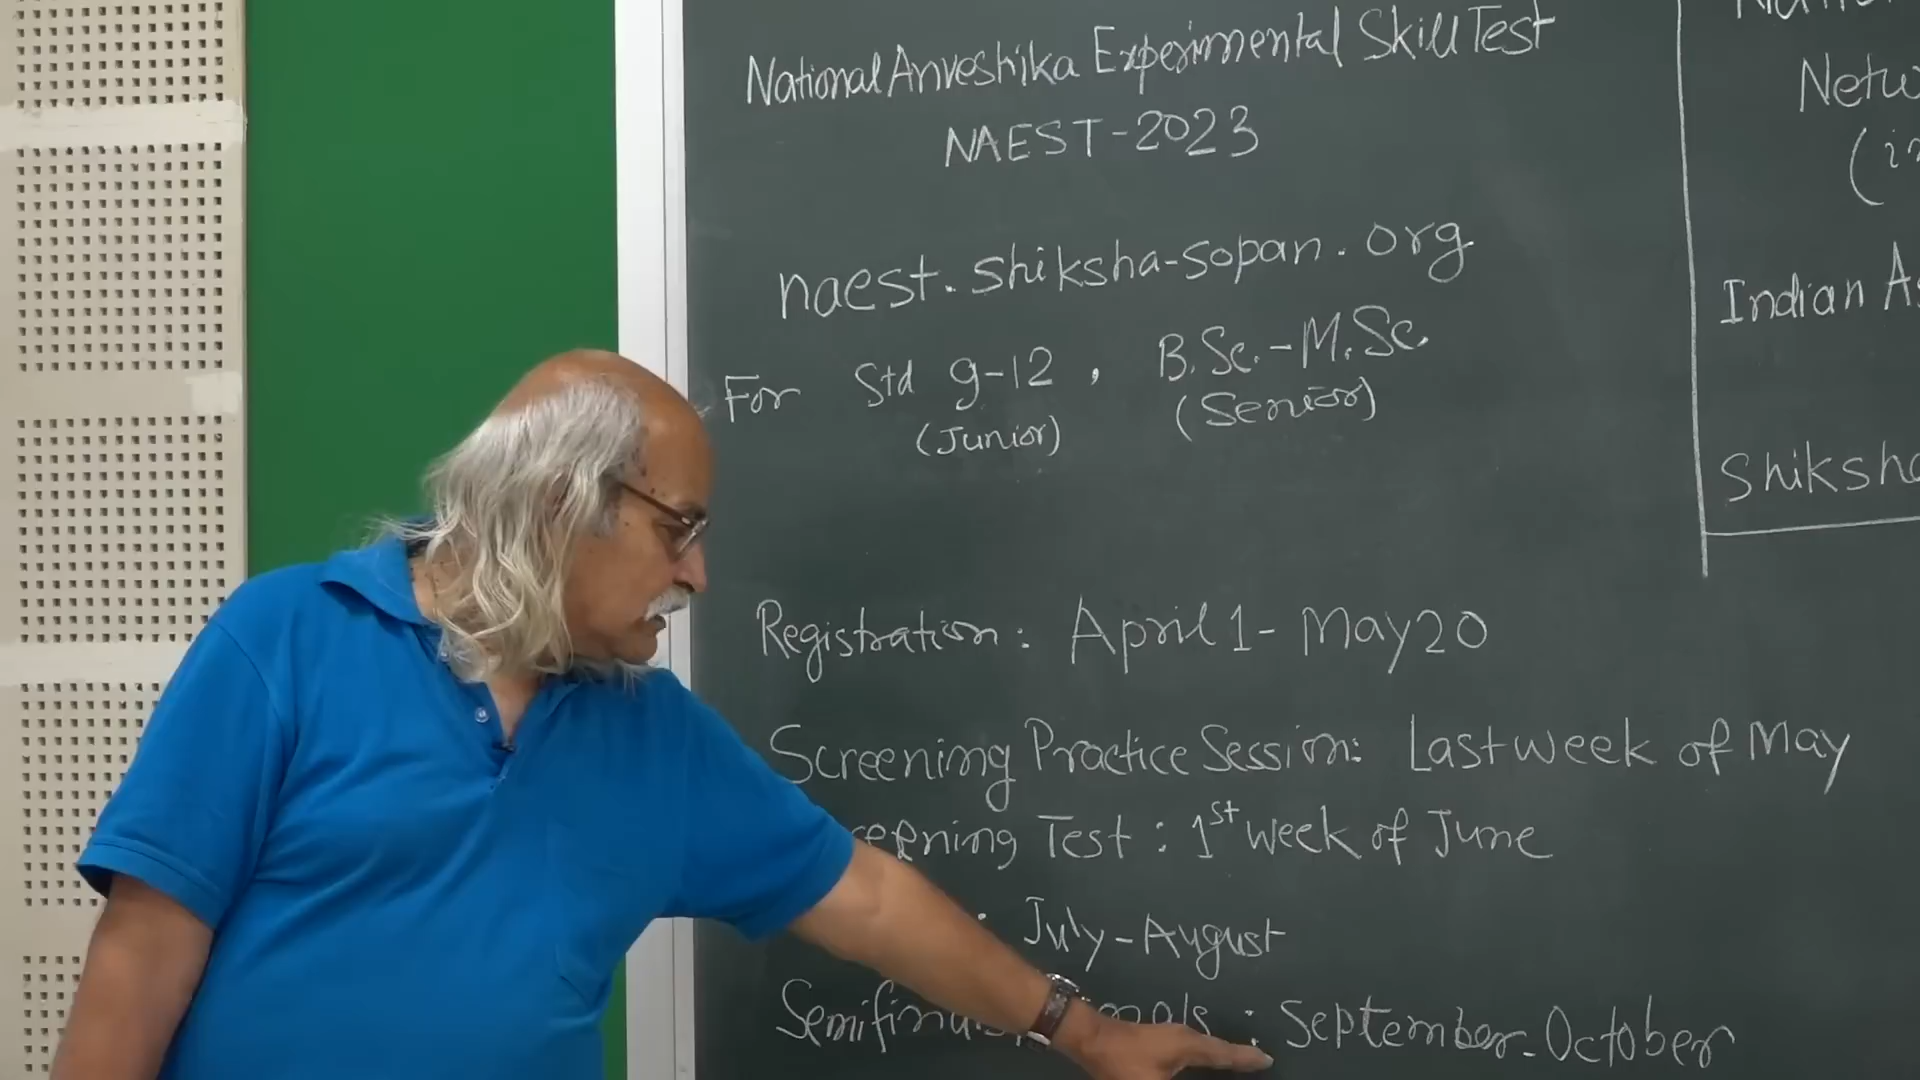 National Anveshika Experimental Skill Test
NAEST-2023
naest.shiksha-sopan.org
For Std 9-12, B.Sc.-M.Sc.
(Junior) (Senior)
Registration: April 1- May 20
Screening Practice Session: Last week of May
Test: 1st week of June
: July-August
: September-October
Netw
(in
Indian As
Shiksha